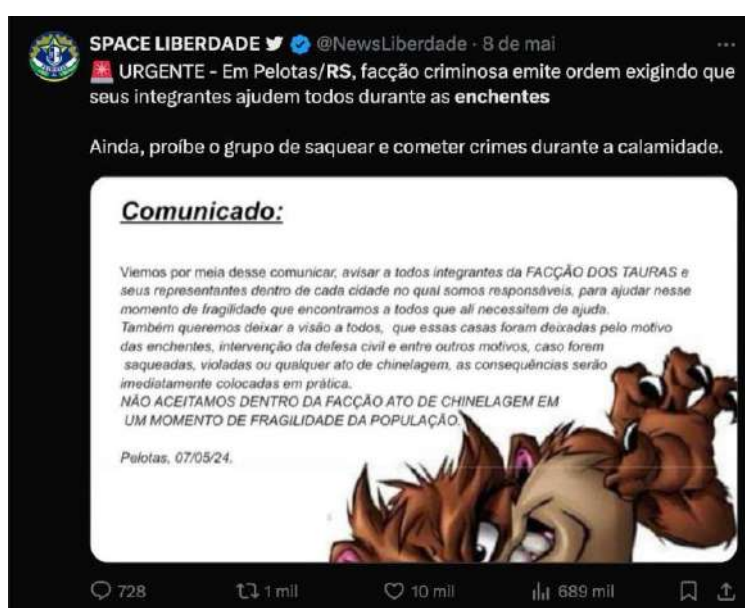 SPACE LIBERDADE @NewsLiberdade · 8 de mai
URGENTE - Em Pelotas/RS, facção criminosa emite ordem exigindo que
seus integrantes ajudem todos durante as enchentes
Ainda, proíbe o grupo de saquear e cometer crimes durante a calamidade.
Comunicado:
Viemos por meia desse comunicar, avisar a todos integrantes da FACÇÃO DOS TAURAS e
seus representantes dentro de cada cidade no qual somos responsáveis, para ajudar nesse
momento de fragilidade que encontramos a todos que ali necessitem de ajuda.
Também queremos deixar a visão a todos, que essas casas foram deixadas pelo motivo
das enchentes, intervenção da defesa civil e entre outros motivos, caso forem
saqueadas, violadas ou qualquer ato de chinelagem, as consequências serão
imediatamente colocadas em prática.
NÃO ACEITAMOS DENTRO DA FACÇÃO ATO DE CHINELAGEM EM
UM MOMENTO DE FRAGILIDADE DA POPULAÇÃO.
Pelotas, 07/05/24.
728 1 mil 10 mil 689 mil